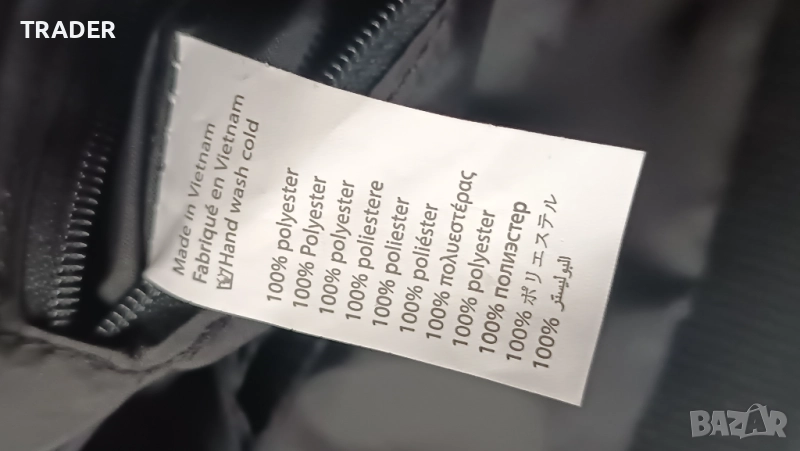 TRADER
Made in Vietnam
Fabriqué en Vietnam
Hand wash cold
100% polyester
100% Polyester
100% polyester
100% poliestere
100% poliester
100% poliéster
100% πολυεστέρας
100% polyester
100% полиэстер
100% ポリエステル
100% البوليستر
BAZAR